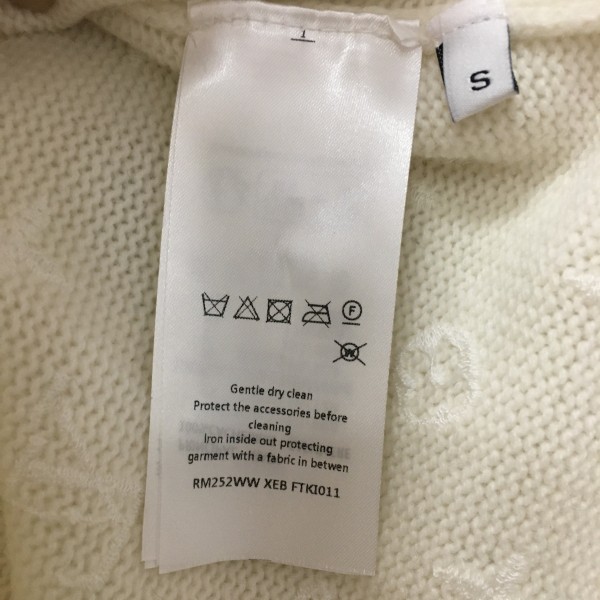 1
S
F
W
Gentle dry clean
Protect the accessories before
cleaning
Iron inside out protecting
garment with a fabric in betwen
RM252WW XEB FTKI011